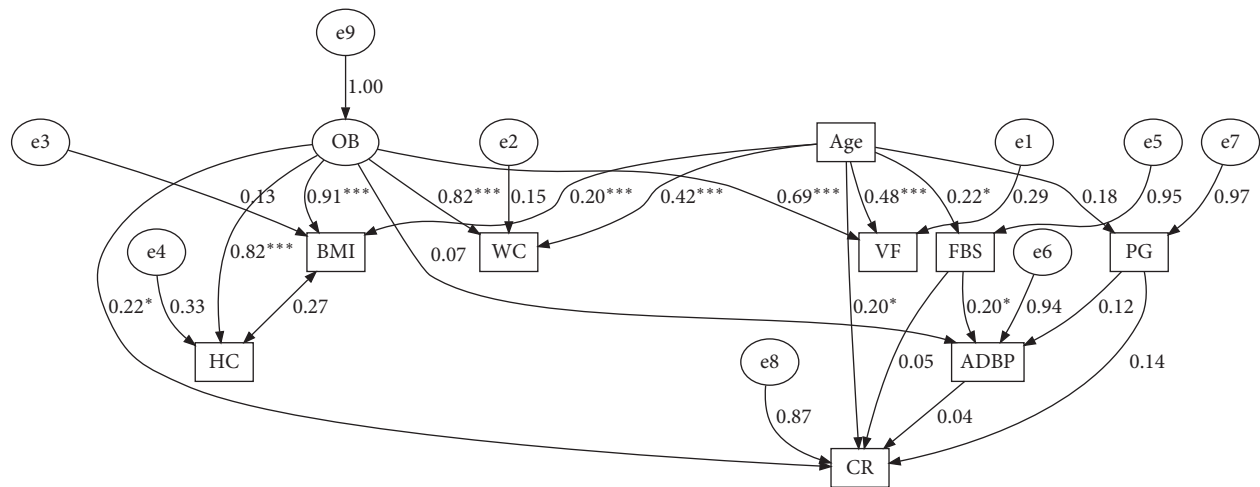 e9
1.00
e3 OB e2 Age e1 e5 e7
0.13 0.91*** 0.82*** 0.15 0.20*** 0.42*** 0.69*** 0.48*** 0.22* 0.29 0.18 0.95 0.97
e4 0.82*** BMI 0.07 WC VF FBS e6 PG
0.22* 0.33 0.27 0.20* 0.20* 0.94 0.12
HC e8 0.05 ADBP 0.14
0.87 0.04
CR